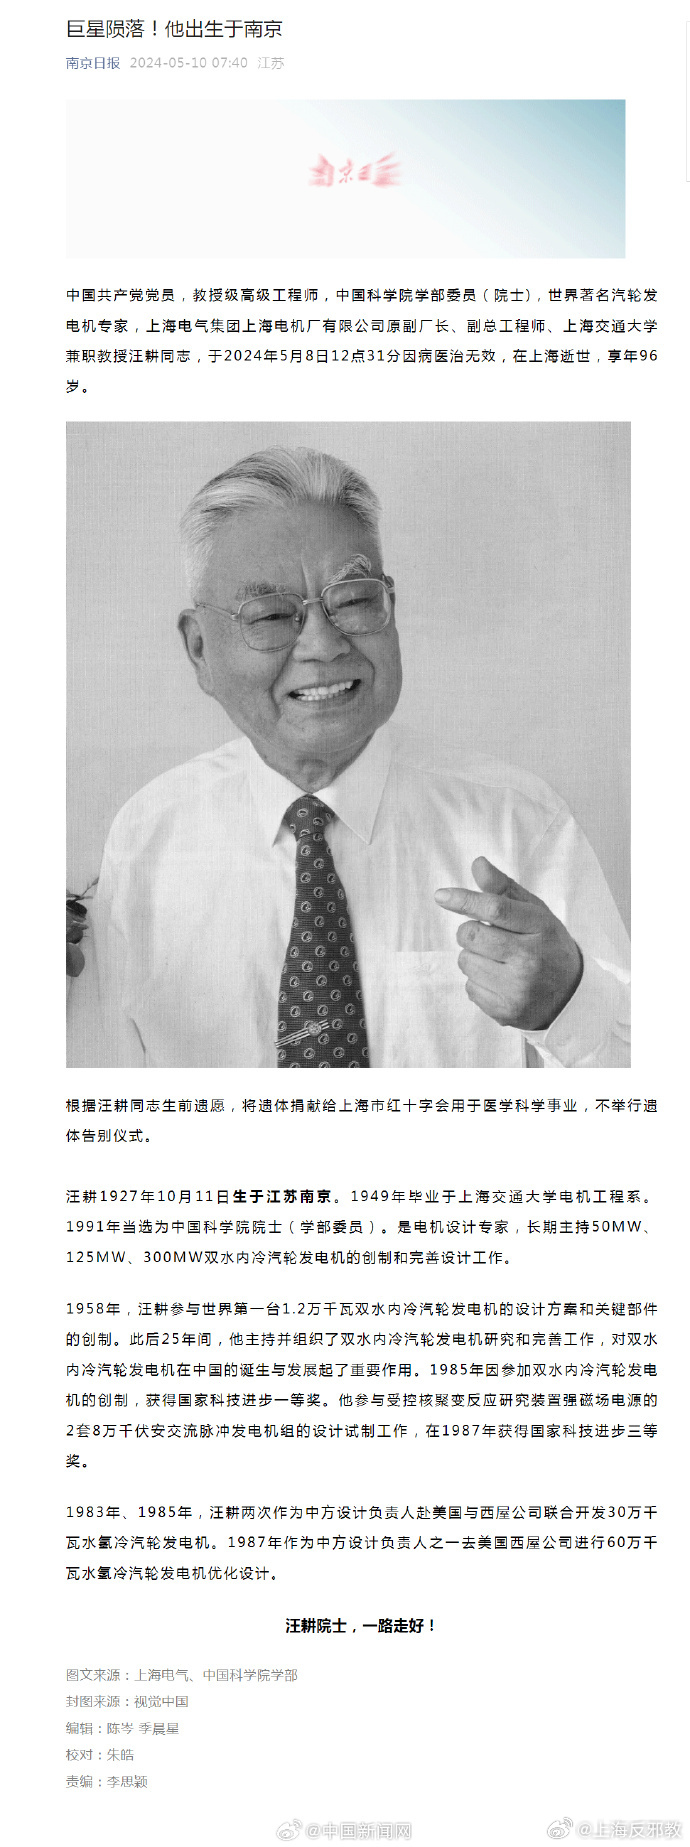 巨星陨落！他出生于南京
南京日报 2024-05-10 07:40 江苏
南京日报
中国共产党党员，教授级高级工程师，中国科学院学部委员（院士)，世界著名汽轮发
电机专家，上海电气集团上海电机厂有限公司原副厂长、副总工程师、上海交通大学
兼职教授汪耕同志，于2024年5月8日12点31分因病医治无效，在上海逝世，享年96
岁。
根据汪耕同志生前遗愿，将遗体捐献给上海市红十字会用于医学科学事业，不举行遗
体告别仪式。
汪耕1927年10月11日生于江苏南京。1949年毕业于上海交通大学电机工程系。
1991年当选为中国科学院院士（学部委员）。是电机设计专家，长期主持50MW、
125MW、300MW双水内冷汽轮发电机的创制和完善设计工作。
1958年，汪耕参与世界第一台1.2万千瓦双水内冷汽轮发电机的设计方案和关键部件
的创制。此后25年间，他主持并组织了双水内冷汽轮发电机研究和完善工作，对双水
内冷汽轮发电机在中国的诞生与发展起了重要作用。1985年因参加双水内冷汽轮发电
机的创制，获得国家科技进步一等奖。他参与受控核聚变反应研究装置强磁场电源的
2套8万千伏安交流脉冲发电机组的设计试制工作，在1987年获得国家科技进步三等
奖。
1983年、1985年，汪耕两次作为中方设计负责人赴美国与西屋公司联合开发30万千
瓦水氢冷汽轮发电机。1987年作为中方设计负责人之一去美国西屋公司进行60万千
瓦水氢冷汽轮发电机优化设计。
汪耕院士，一路走好！
图文来源：上海电气、中国科学院学部
封图来源：视觉中国
编辑：陈岑 季晨星
校对：朱皓
责编：李思颖
@中国新闻网
@上海反邪教